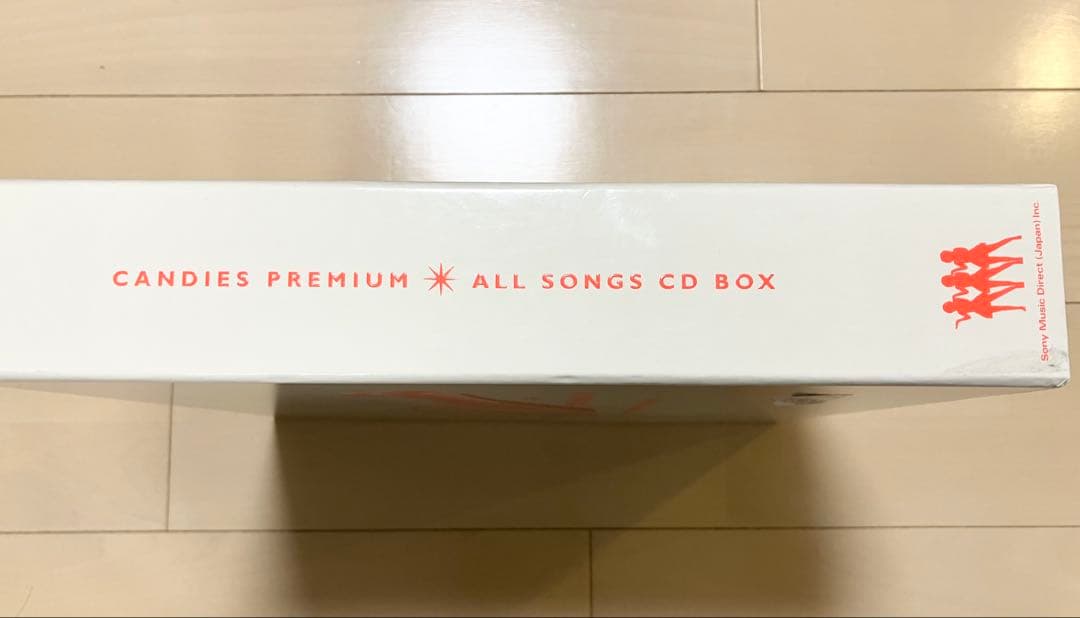 CANDIES PREMIUM ✴ ALL SONGS CD BOX
Sony Music Direct (Japan) Inc